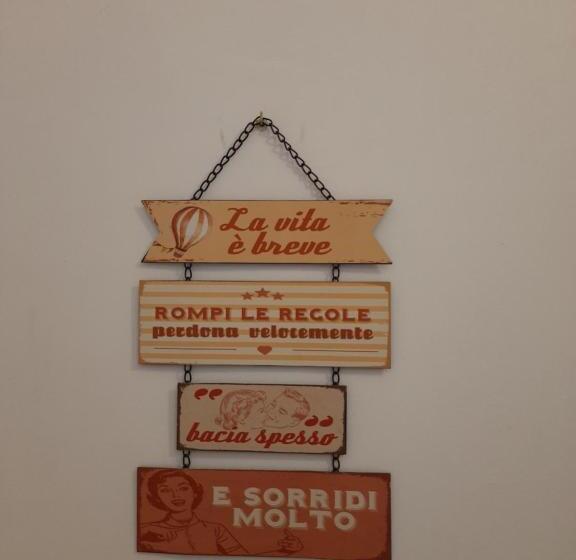 La vita
è breve
ROMPI LE REGOLE
perdona velocemente
bacia spesso
E SORRIDI
MOLTO